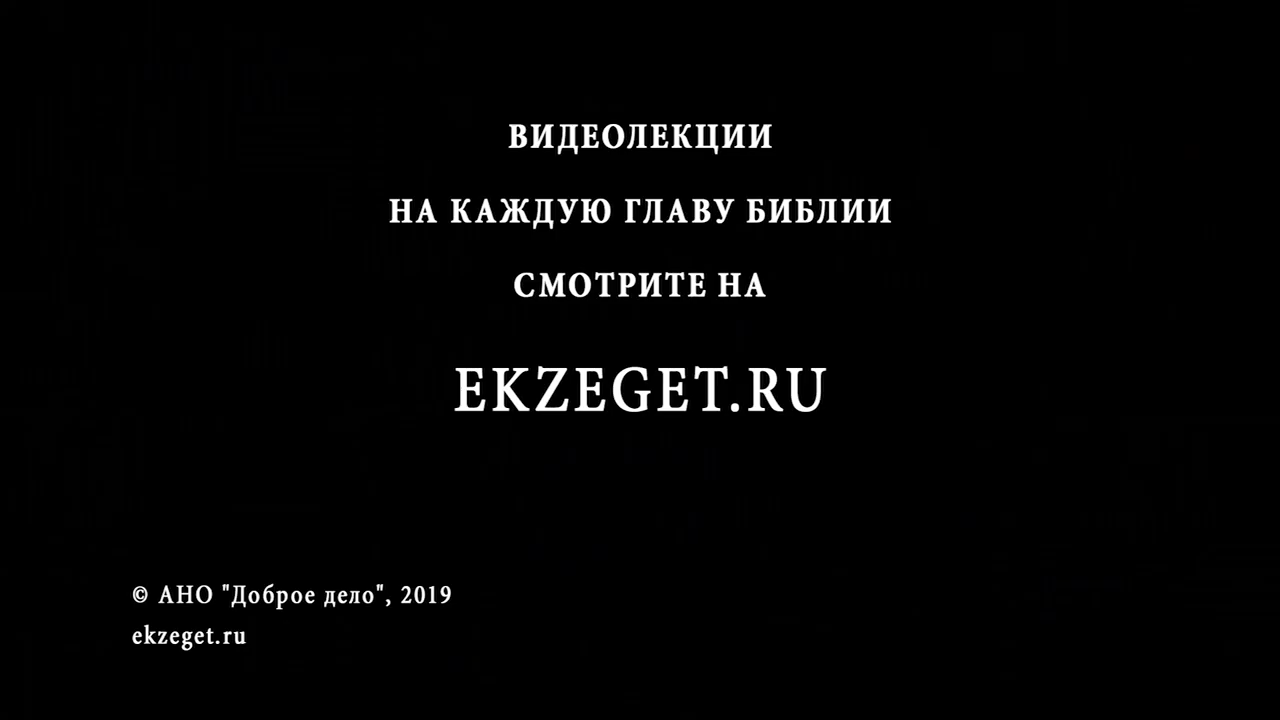 ВИДЕОЛЕКЦИИ
НА КАЖДУЮ ГЛАВУ БИБЛИИ
СМОТРИТЕ НА
EKZEGET.RU
© АНО "Доброе дело", 2019
ekzeget.ru